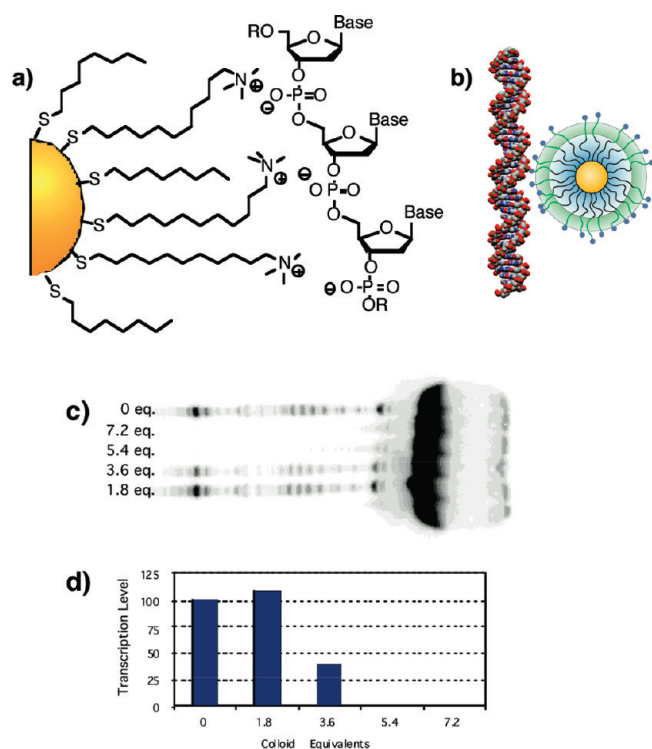 a)
RO
O
Base
O
⊖ O-P=O
O
N
⊕
S
S
O
Base
S
N
⊕
⊖
O
O-P=O
O
S
O
Base
S
N
⊕
O
O-P=O
⊖
OR
S
b)
c)
0 eq.
7.2 eq.
5.4 eq.
3.6 eq.
1.8 eq.
d)
Transcription Level
125
100
75
50
25
0
0
1.8
3.6
5.4
7.2
Colloid Equivalents